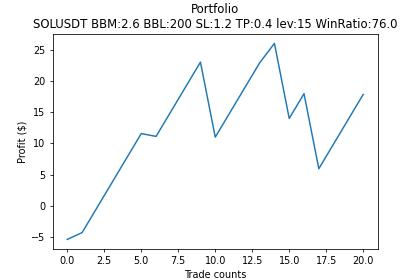 Portfolio
SOLUSDT BBM:2.6 BBL:200 SL:1.2 TP:0.4 lev:15 WinRatio:76.0
25
20
15
10
5
0
−5
Profit ($)
0.0 2.5 5.0 7.5 10.0 12.5 15.0 17.5 20.0
Trade counts